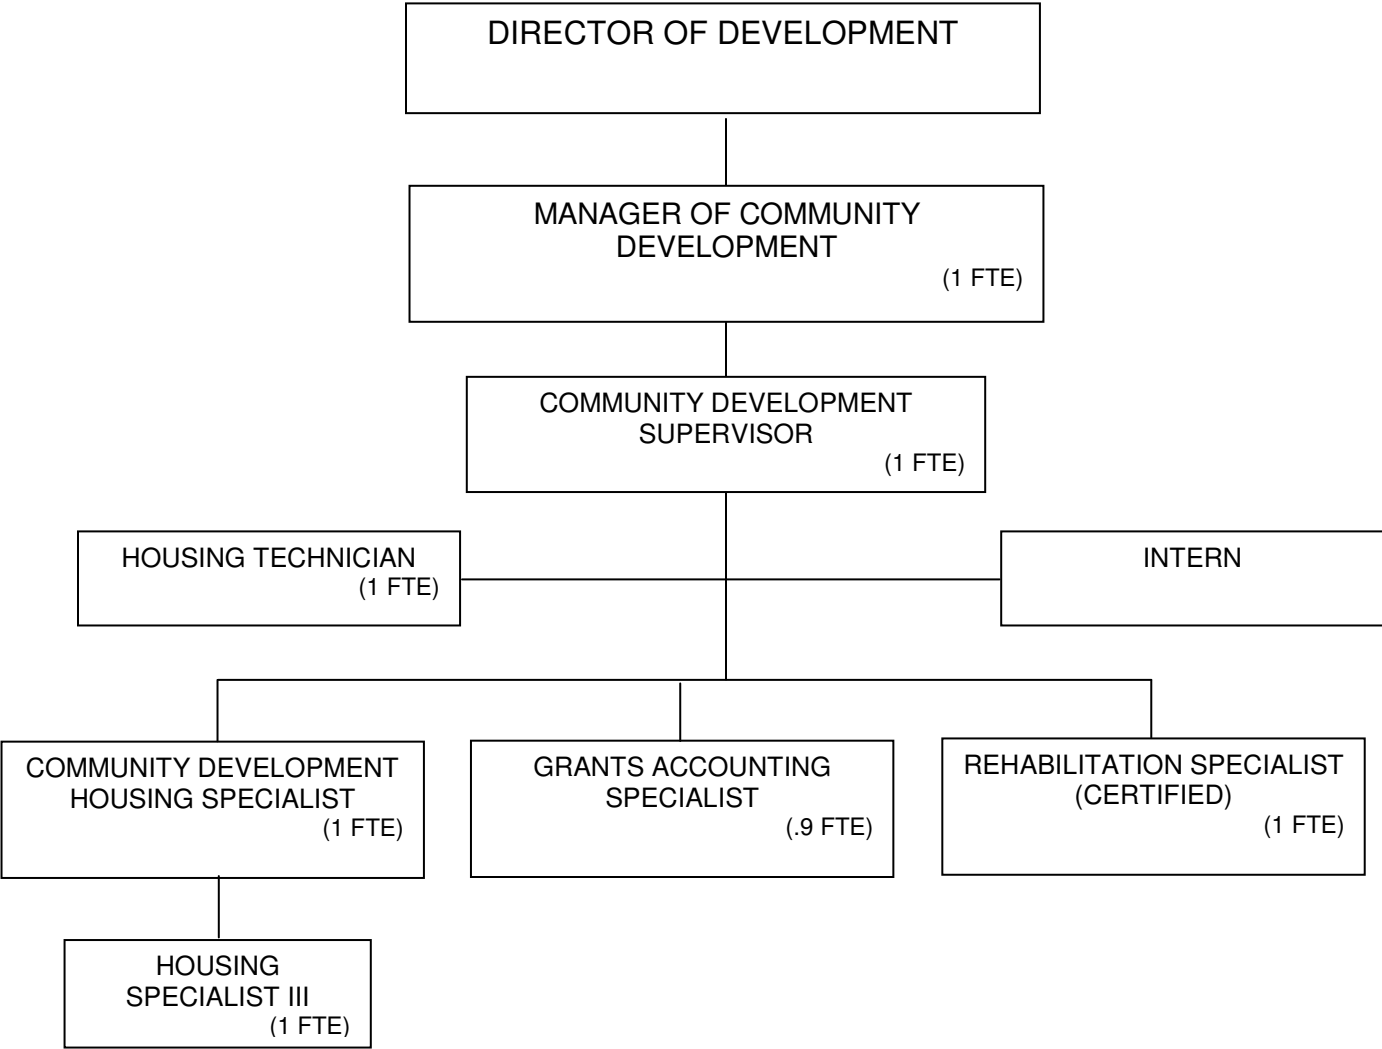 DIRECTOR OF DEVELOPMENT
MANAGER OF COMMUNITY
DEVELOPMENT
(1 FTE)
COMMUNITY DEVELOPMENT
SUPERVISOR
(1 FTE)
HOUSING TECHNICIAN
(1 FTE)
INTERN
COMMUNITY DEVELOPMENT
HOUSING SPECIALIST
(1 FTE)
GRANTS ACCOUNTING
SPECIALIST
(.9 FTE)
REHABILITATION SPECIALIST
(CERTIFIED)
(1 FTE)
HOUSING
SPECIALIST III
(1 FTE)